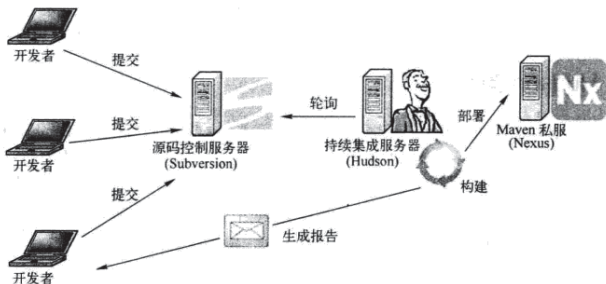 开发者
提交
开发者
提交
开发者
提交
源码控制服务器
(Subversion)
轮询
持续集成服务器
(Hudson)
部署
Nx
Maven 私服
(Nexus)
构建
生成报告